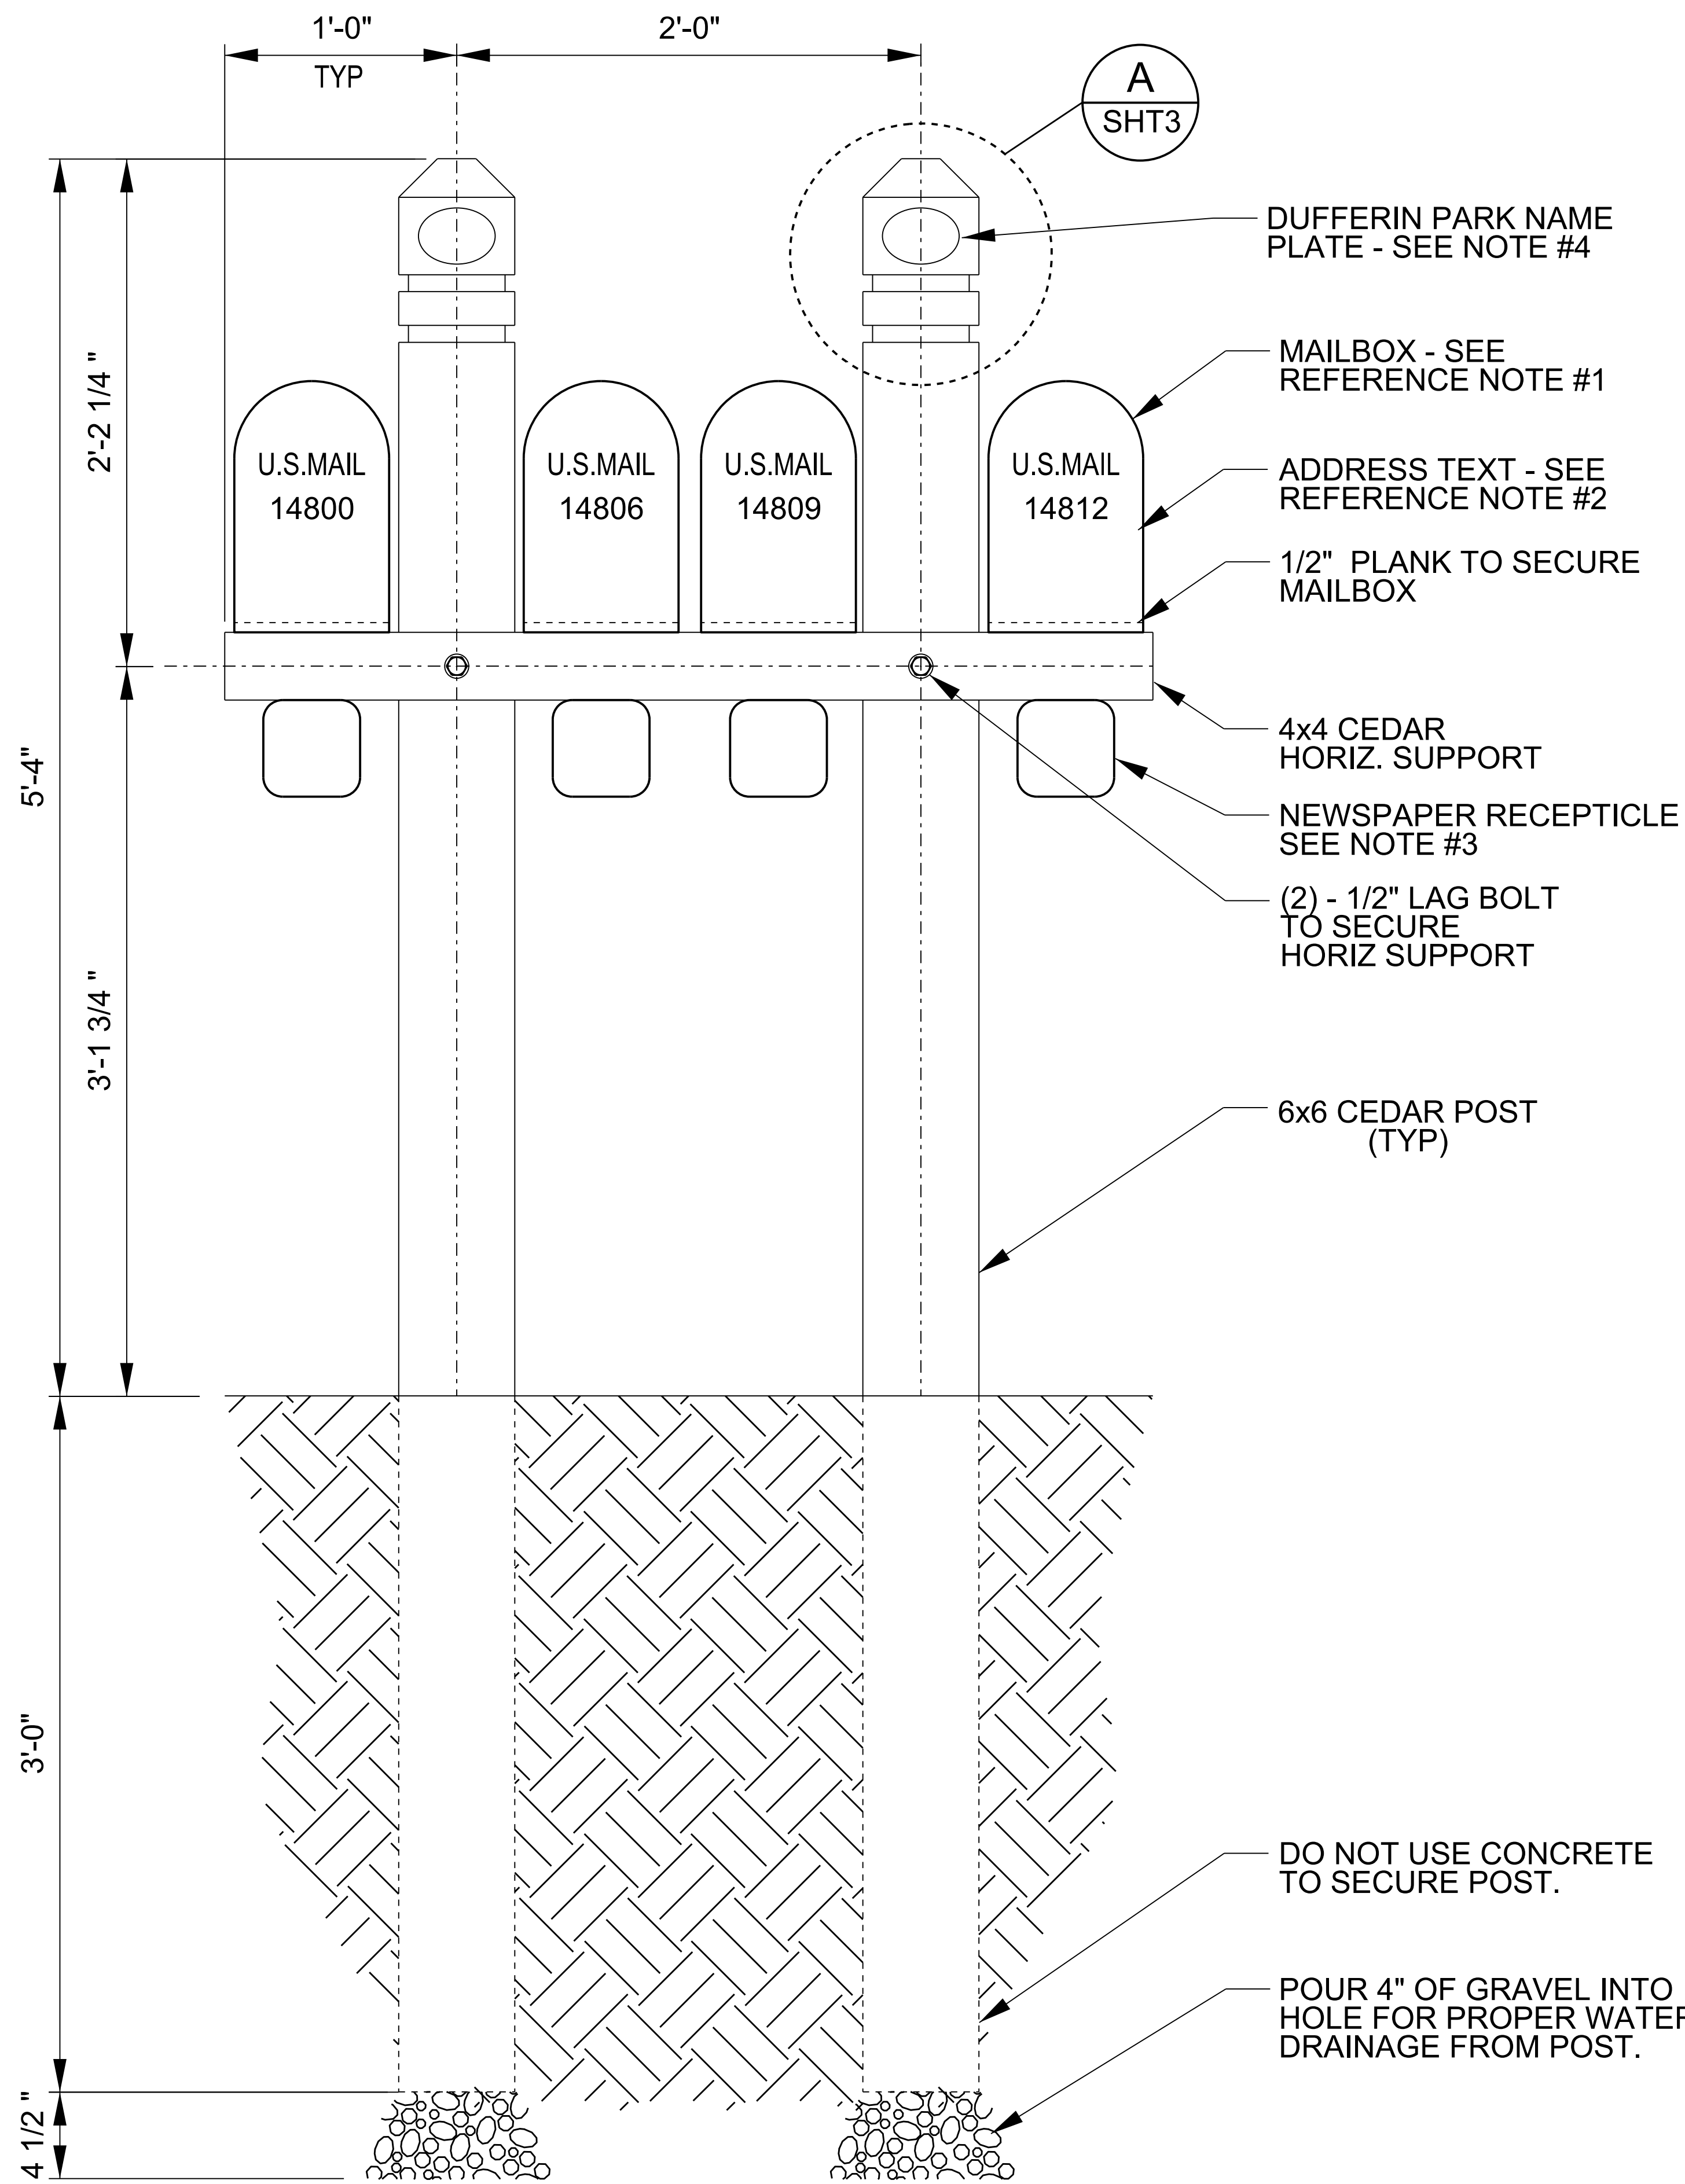 1'-0"
TYP
2'-0"
A
SHT3
DUFFERIN PARK NAME
PLATE - SEE NOTE #4
MAILBOX - SEE
REFERENCE NOTE #1
2'-2 1/4 "
U.S.MAIL
14800
U.S.MAIL
14806
U.S.MAIL
14809
U.S.MAIL
14812
ADDRESS TEXT - SEE
REFERENCE NOTE #2
1/2"  PLANK TO SECURE
MAILBOX
5'-4"
4x4 CEDAR
HORIZ. SUPPORT
NEWSPAPER RECEPTICLE
SEE NOTE #3
(2) - 1/2" LAG BOLT
TO SECURE
HORIZ SUPPORT
3'-1 3/4 "
6x6 CEDAR POST
(TYP)
3'-0"
DO NOT USE CONCRETE
TO SECURE POST.
POUR 4" OF GRAVEL INTO
HOLE FOR PROPER WATER
DRAINAGE FROM POST.
4 1/2 "